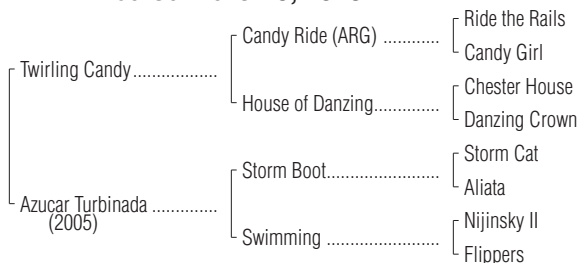 Ride the Rails
Candy Ride (ARG) ............
Candy Girl
Twirling Candy..................
Chester House
House of Danzing..............
Danzing Crown
Storm Cat
Storm Boot........................
Aliata
Azucar Turbinada ..............
(2005)
Nijinsky II
Swimming ........................
Flippers